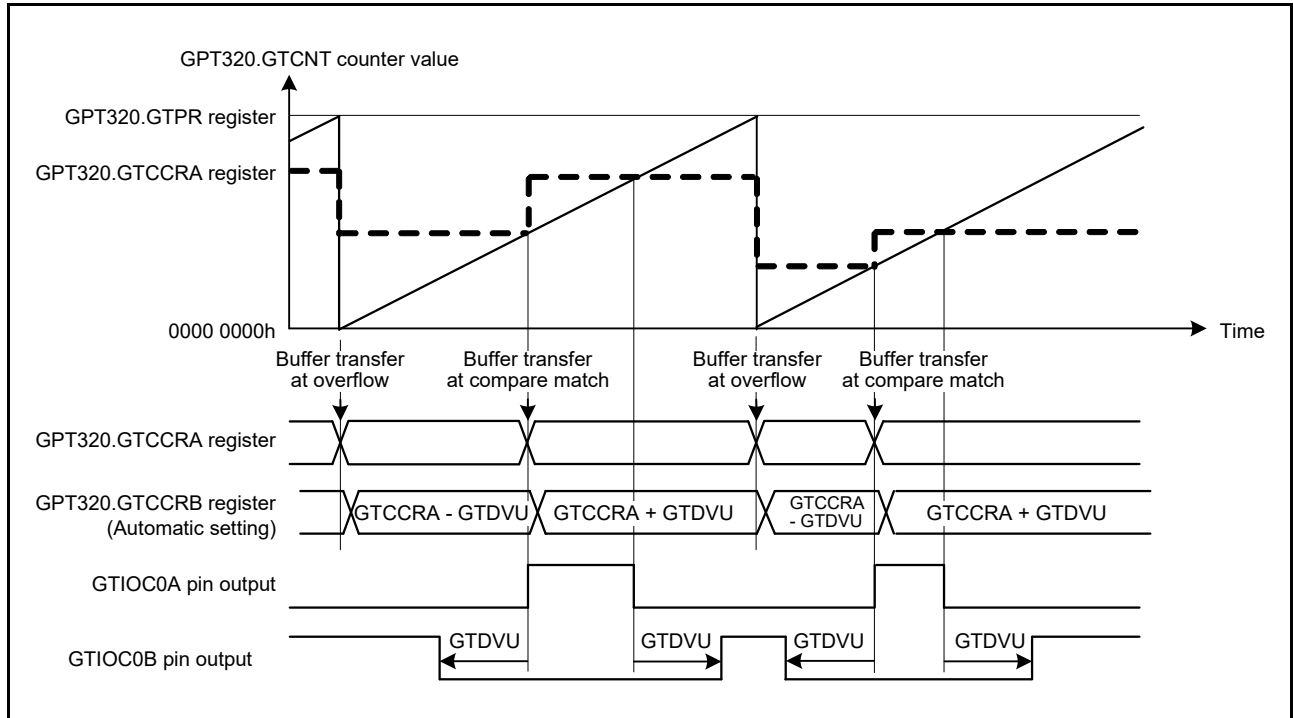 GPT320.GTCNT counter value
GPT320.GTPR register
GPT320.GTCCRA register
0000 0000h
Time
Buffer transfer
at overflow
Buffer transfer
at compare match
Buffer transfer
at overflow
Buffer transfer
at compare match
GPT320.GTCCRA register
GPT320.GTCCRB register
(Automatic setting)
GTCCRA - GTDVU
GTCCRA + GTDVU
GTCCRA
- GTDVU
GTCCRA + GTDVU
GTIOC0A pin output
GTIOC0B pin output
GTDVU
GTDVU
GTDVU
GTDVU